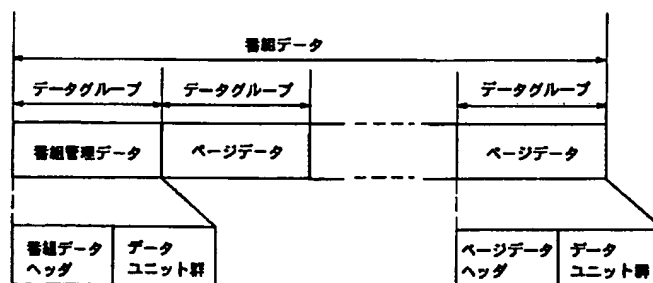 番組データ
データグループ データグループ データグループ
番組管理データ ページデータ ページデータ
番組データ データ ページデータ データ
ヘッダ ユニット群 ヘッダ ユニット群